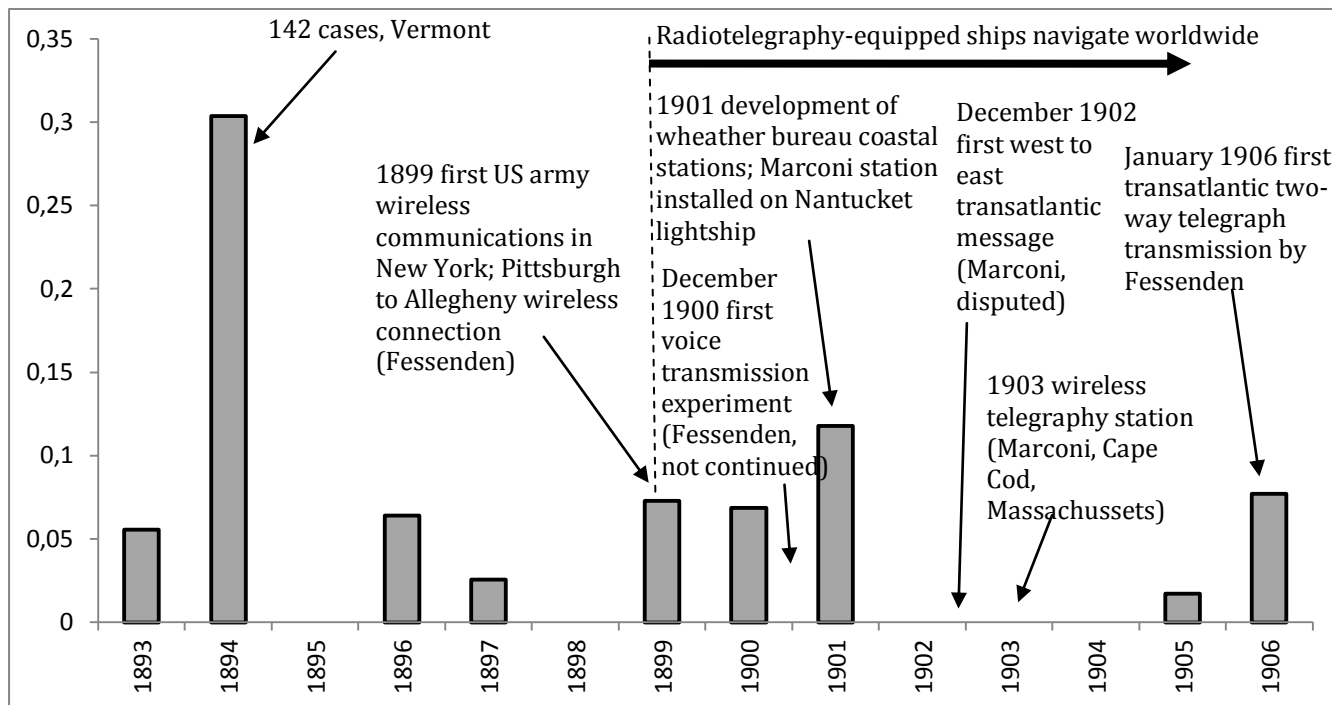 142 cases, Vermont
Radiotelegraphy-equipped ships navigate worldwide
1899 first US army
wireless
communications in
New York; Pittsburgh
to Allegheny wireless
connection
(Fessenden)
1901 development of
wheather bureau coastal
stations; Marconi station
installed on Nantucket
lightship
December
1900 first
voice
transmission
experiment
(Fessenden,
not continued)
December 1902
first west to
east
transatlantic
message
(Marconi,
disputed)
1903 wireless
telegraphy station
(Marconi, Cape
Cod,
Massachussets)
January 1906 first
transatlantic two-
way telegraph
transmission by
Fessenden
0,35
0,3
0,25
0,2
0,15
0,1
0,05
0
1893
1894
1895
1896
1897
1898
1899
1900
1901
1902
1903
1904
1905
1906